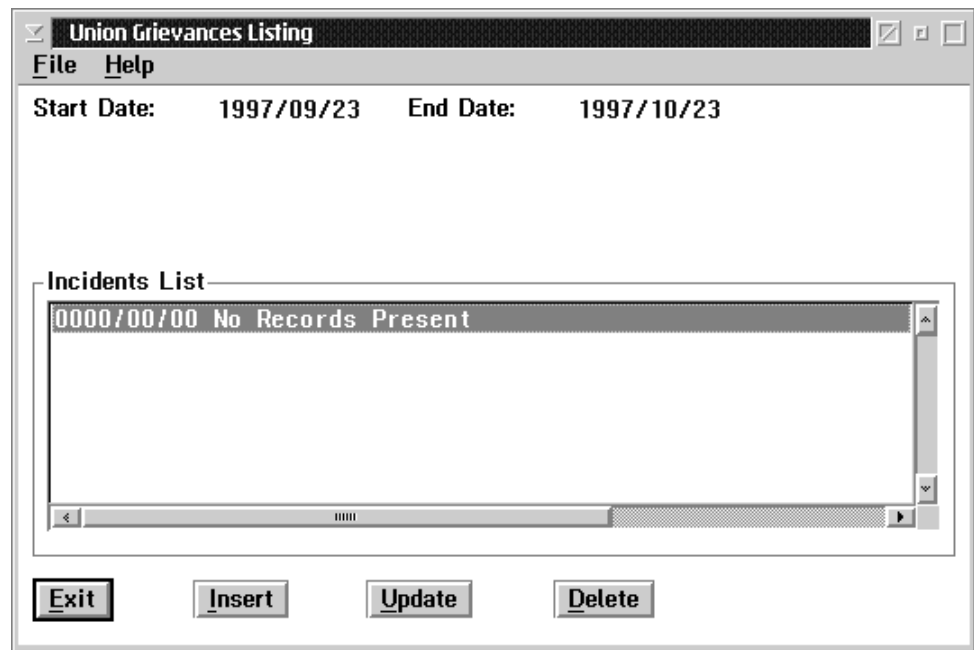 Union Grievances Listing
File Help
Start Date: 1997/09/23 End Date: 1997/10/23
Incidents List
0000/00/00 No Records Present
Exit Insert Update Delete